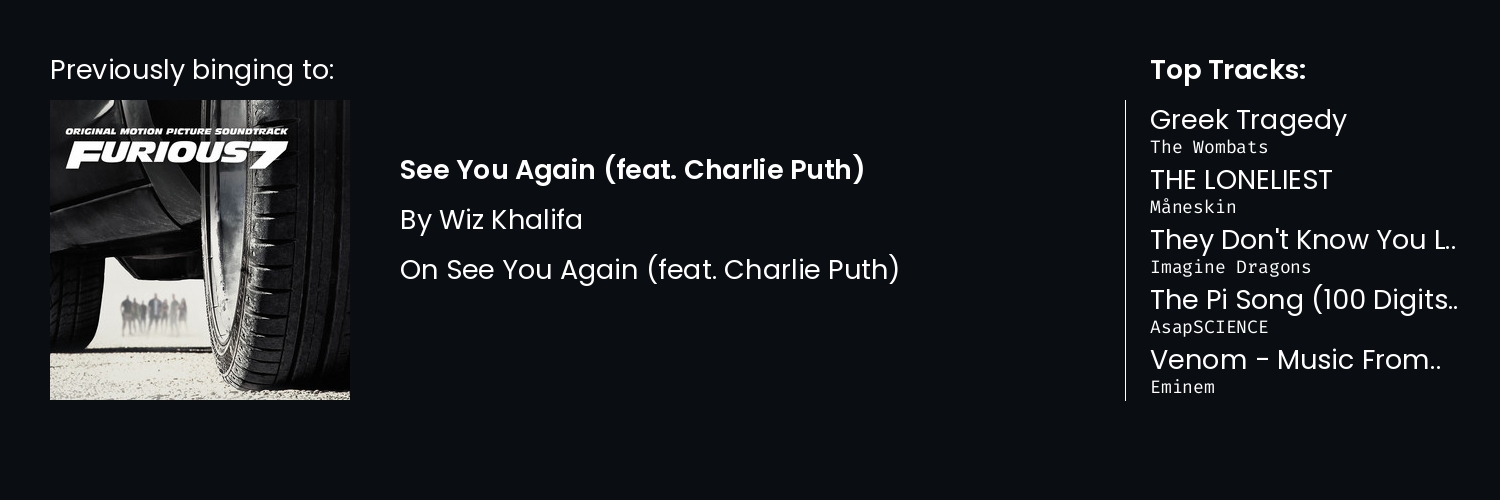 Previously binging to:
ORIGINAL MOTION PICTURE SOUNDTRACK
FURIOUS 7
See You Again (feat. Charlie Puth)
By Wiz Khalifa
On See You Again (feat. Charlie Puth)
Top Tracks:
Greek Tragedy
The Wombats
THE LONELIEST
Måneskin
They Don't Know You L..
Imagine Dragons
The Pi Song (100 Digits..
AsapSCIENCE
Venom - Music From..
Eminem